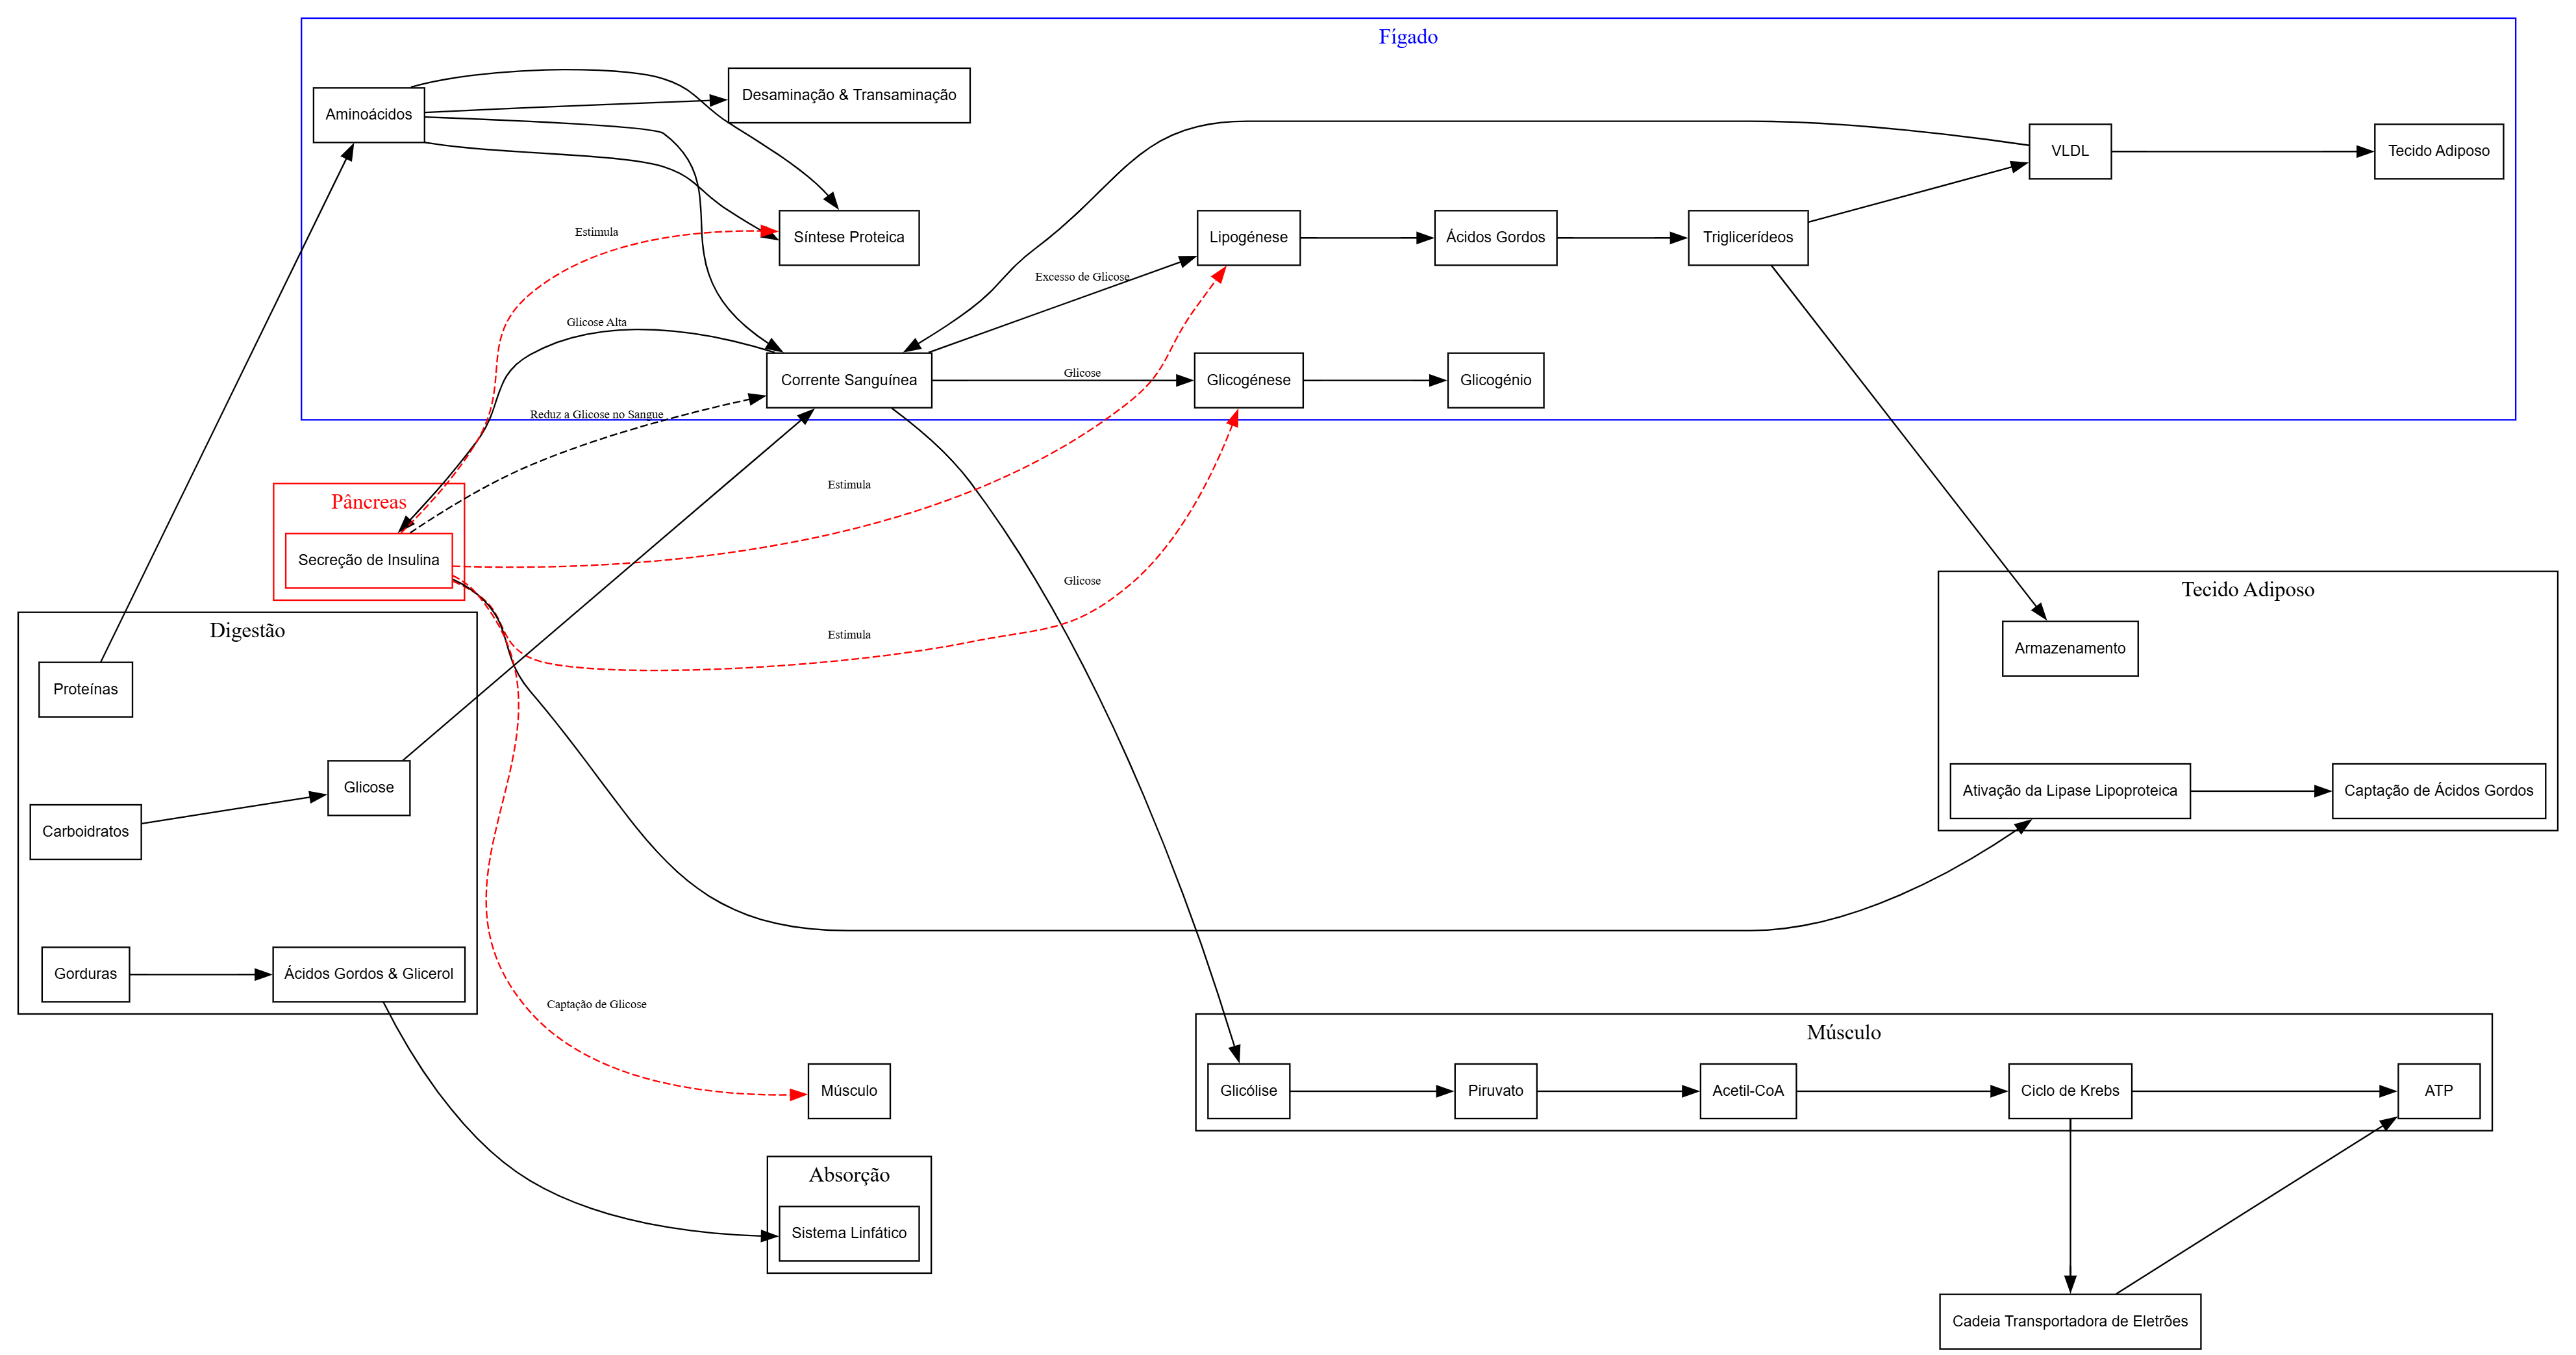 Fígado
Aminoácidos
Desaminação & Transaminação
VLDL
Tecido Adiposo
Estimula
Síntese Proteica
Lipogénese
Ácidos Gordos
Triglicerídeos
Excesso de Glicose
Glicose Alta
Corrente Sanguínea
Glicose
Glicogénese
Glicogénio
Reduz a Glicose no Sangue
Pâncreas
Secreção de Insulina
Estimula
Glicose
Estimula
Digestão
Proteínas
Glicose
Carboidratos
Gorduras
Ácidos Gordos & Glicerol
Tecido Adiposo
Armazenamento
Ativação da Lipase Lipoproteica
Captação de Ácidos Gordos
Captação de Glicose
Músculo
Músculo
Glicólise
Piruvato
Acetil-CoA
Ciclo de Krebs
ATP
Absorção
Sistema Linfático
Cadeia Transportadora de Eletrões